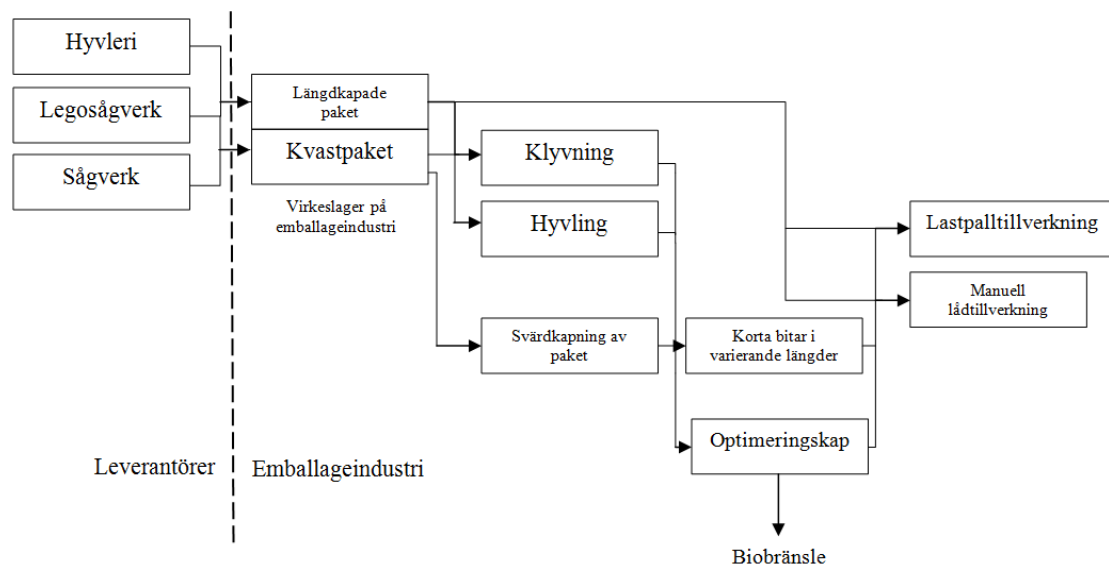 Hyvleri
Legosågverk
Sågverk
Längdkapade
paket
Kvastpaket
Virkeslager på
emballageindustri
Klyvning
Hyvling
Svärdkapning av
paket
Korta bitar i
varierande längder
Optimeringskap
Lastpalltillverkning
Manuell
lådtillverkning
Leverantörer
Emballageindustri
Biobränsle